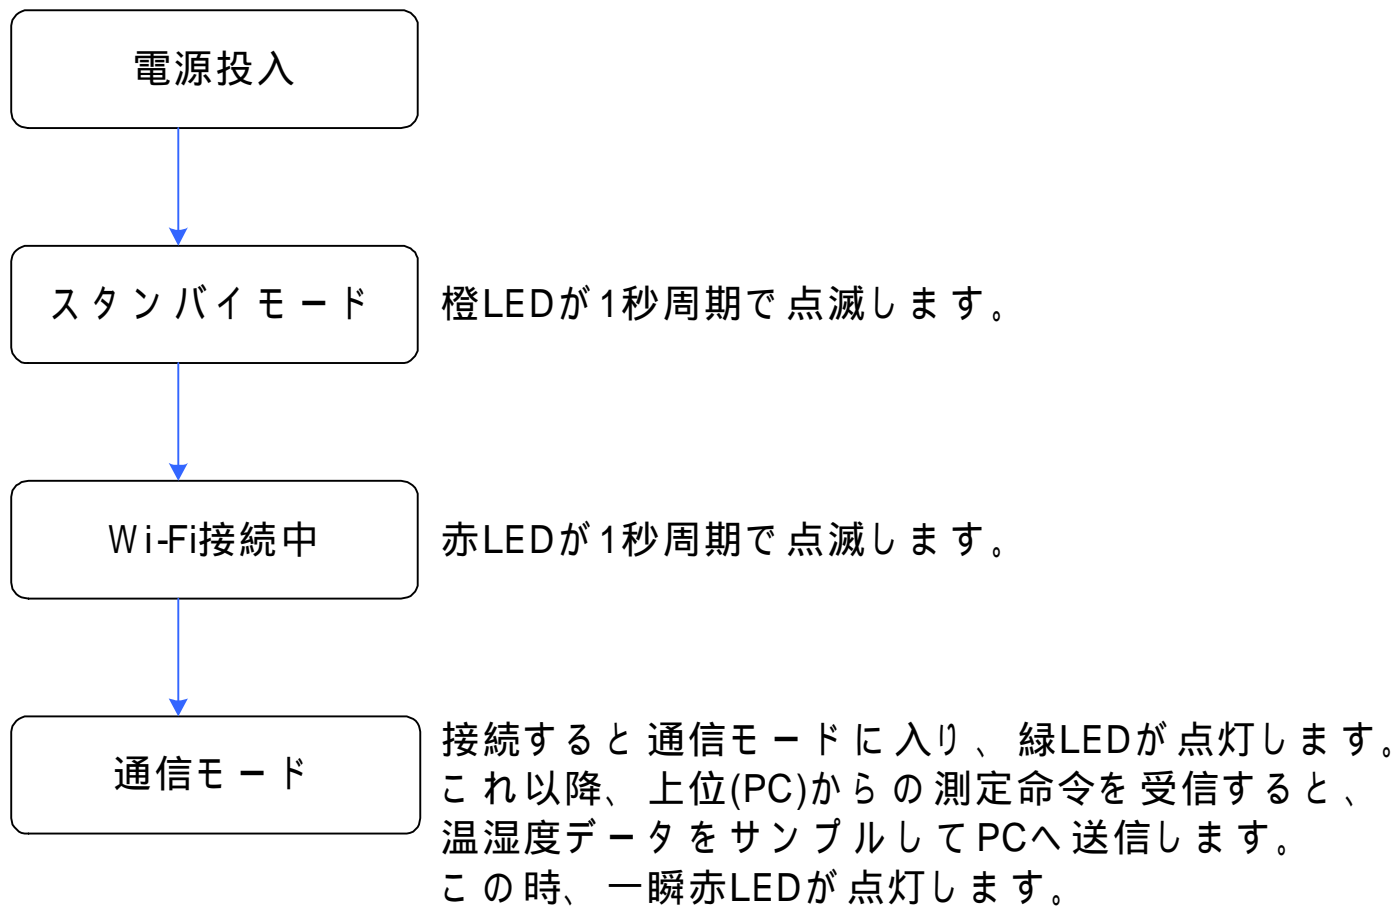 電源投入
スタンバイモード
橙LEDが1秒周期で点滅します。
Wi-Fi接続中
赤LEDが1秒周期で点滅します。
通信モード
接続すると通信モードに入り、緑LEDが点灯します。
これ以降、上位(PC)からの測定命令を受信すると、
温湿度データをサンプルしてPCへ送信します。
この時、一瞬赤LEDが点灯します。